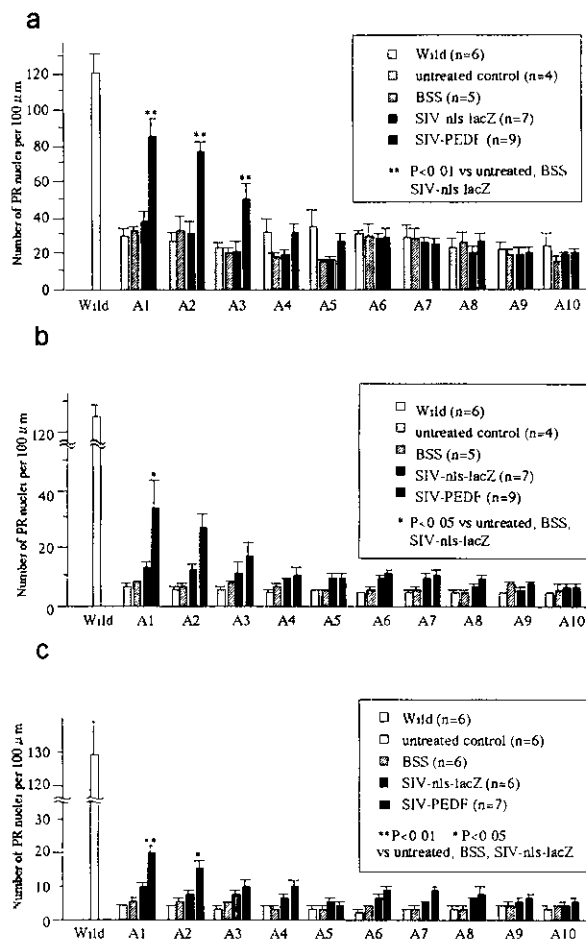 a
Number of PR nuclei per 100 μm
120
100
80
60
40
20
0
** ** **
Wild A1 A2 A3 A4 A5 A6 A7 A8 A9 A10
Wild (n=6)
untreated control (n=4)
BSS (n=5)
SIV-nls-lacZ (n=7)
SIV-PEDF (n=9)
** P<0 01 vs untreated, BSS,
SIV-nls lacZ
b
Number of PR nuclei per 100 μm
120
40
20
0
* 
Wild A1 A2 A3 A4 A5 A6 A7 A8 A9 A10
Wild (n=6)
untreated control (n=4)
BSS (n=5)
SIV-nls-lacZ (n=7)
SIV-PEDF (n=9)
* P<0 05 vs untreated, BSS,
SIV-nls-lacZ
c
Number of PR nuclei per 100 μm
130
120
20
10
0
** *
Wild A1 A2 A3 A4 A5 A6 A7 A8 A9 A10
Wild (n=6)
untreated control (n=6)
BSS (n=6)
SIV-nls-lacZ (n=6)
SIV-PEDF (n=7)
**P<0 01 *P<0 05
vs untreated, BSS, SIV-nls-lacZ